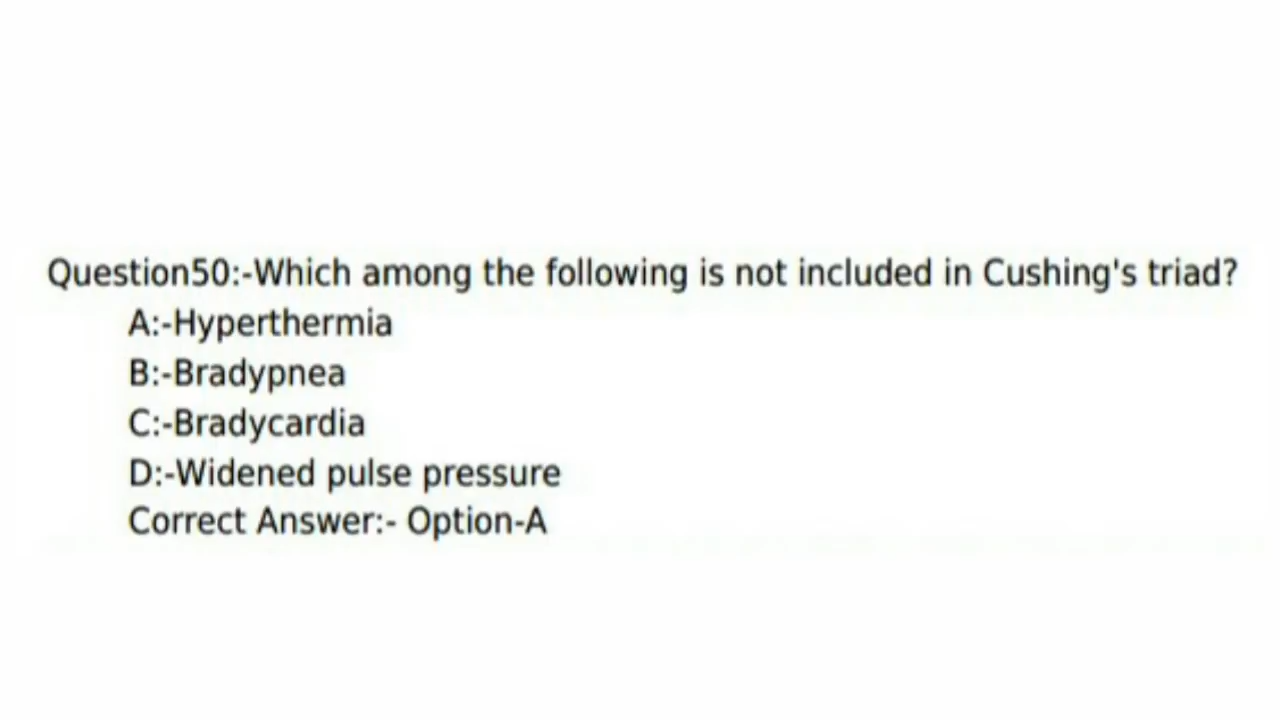 Question50:-Which among the following is not included in Cushing's triad?
A:-Hyperthermia
B:-Bradypnea
C:-Bradycardia
D:-Widened pulse pressure
Correct Answer:- Option-A